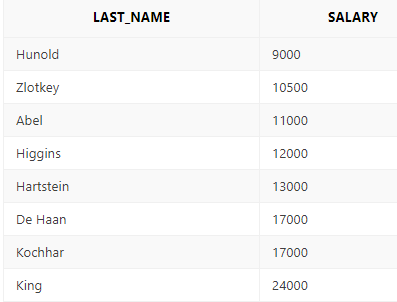 LAST_NAME SALARY
Hunold 9000
Zlotkey 10500
Abel 11000
Higgins 12000
Hartstein 13000
De Haan 17000
Kochhar 17000
King 24000